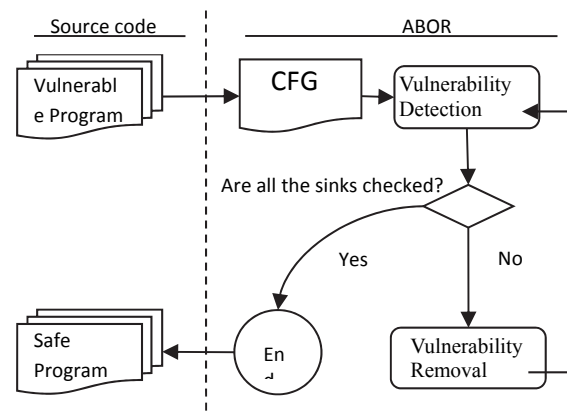 Source code
ABOR
Vulnerabl
e Program
CFG
Vulnerability
Detection
Are all the sinks checked?
Yes
No
Safe
Program
En
d
Vulnerability
Removal